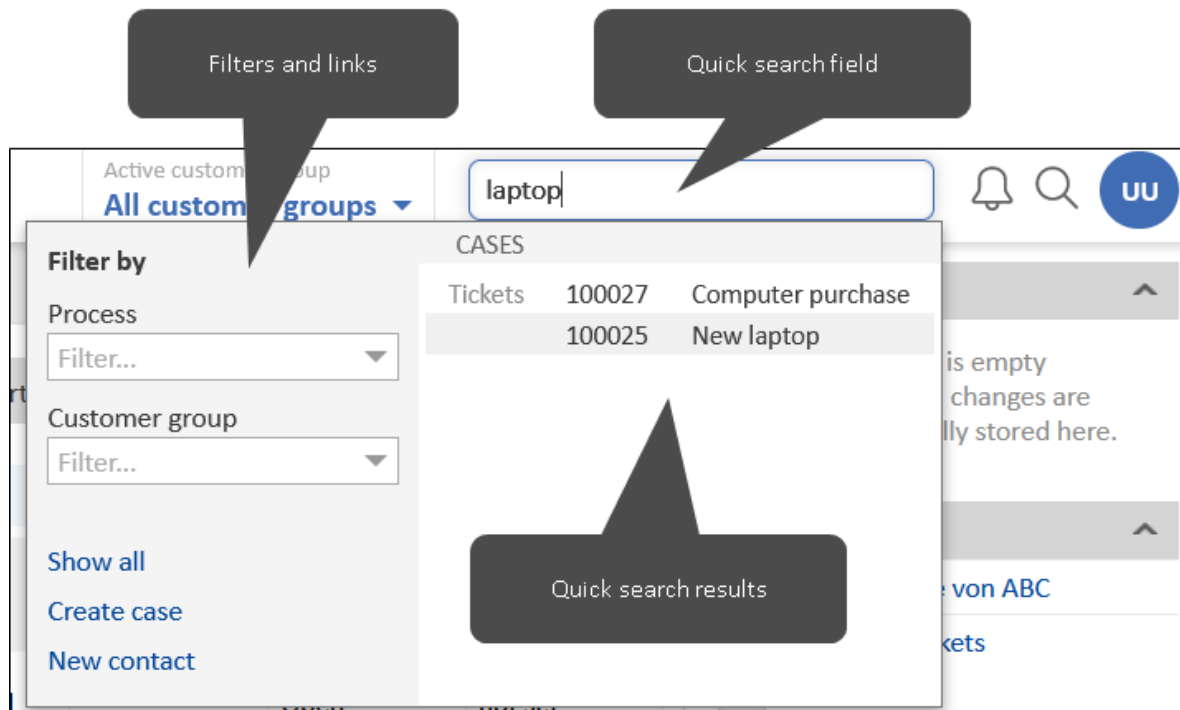 Filters and links
Quick search field
Active custom oup
All custom groups
laptop
UU
Filter by
Process
Filter...
Customer group
Filter...
Show all
Create case
New contact
CASES
Tickets 100027 Computer purchase
100025 New laptop
Quick search results
is empty
changes are
lly stored here.
von ABC
kets